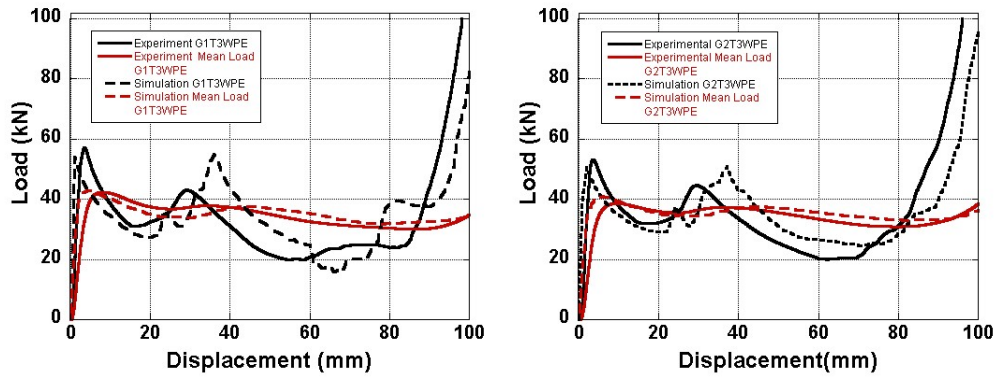 100
80
60
40
20
0
Load (kN)
Experiment G1T3WPE
Experiment Mean Load
G1T3WPE
Simulation G1T3WPE
Simulation Mean Load
G1T3WPE
0 20 40 60 80 100
Displacement (mm)
100
80
60
40
20
0
Load (kN)
Experimental G2T3WPE
Experimental Mean Load
G2T3WPE
Simulation G2T3WPE
Simulation Mean Load
G2T3WPE
0 20 40 60 80 100
Displacement(mm)